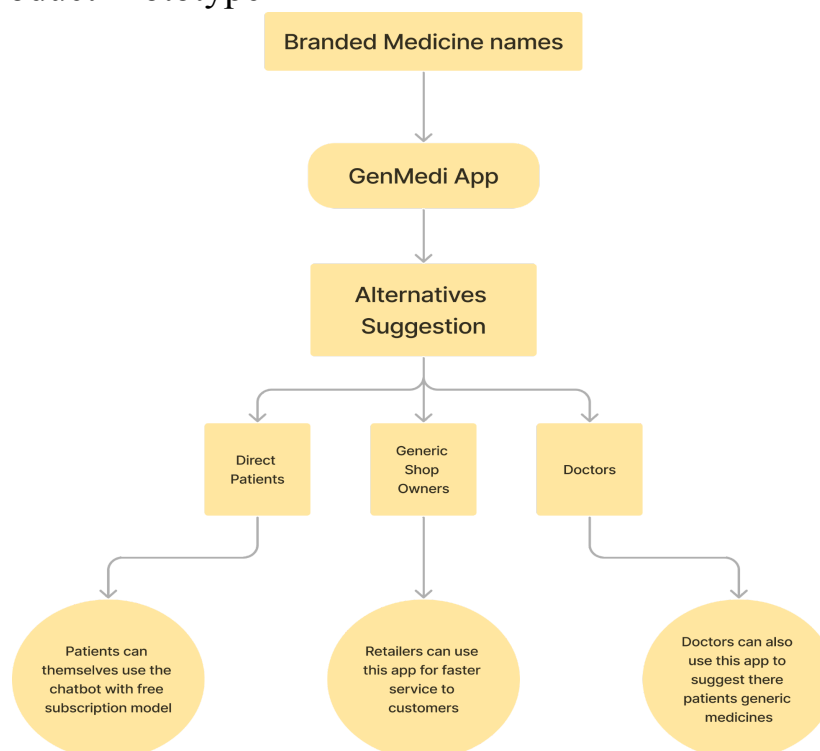 Branded Medicine names
GenMedi App
Alternatives
Suggestion
Direct
Patients
Generic
Shop
Owners
Doctors
Patients can
themselves use the
chatbot with free
subscription model
Retailers can use
this app for faster
service to
customers
Doctors can also
use this app to
suggest there
patients generic
medicines